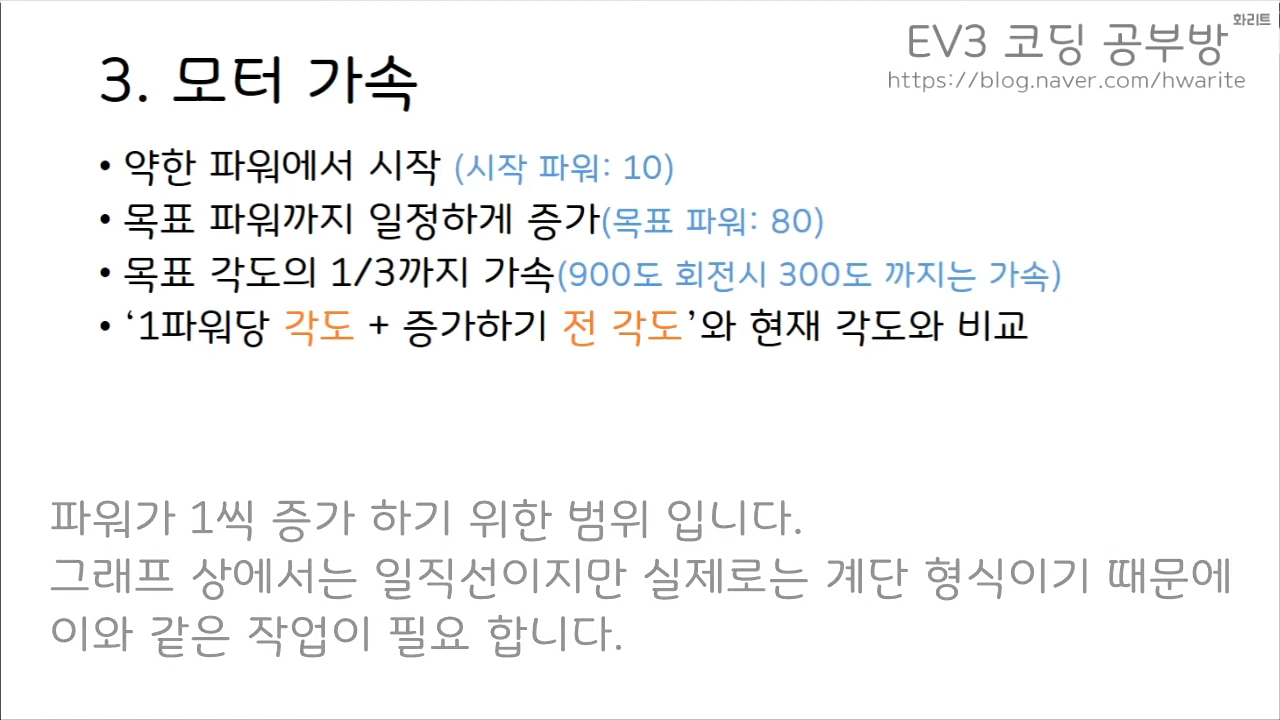 화리트
EV3 코딩 공부방
https://blog.naver.com/hwarite
3. 모터 가속
• 약한 파워에서 시작 (시작 파워: 10)
• 목표 파워까지 일정하게 증가(목표 파워: 80)
• 목표 각도의 1/3까지 가속(900도 회전시 300도 까지는 가속)
• ‘1파워당 각도 + 증가하기 전 각도’와 현재 각도와 비교
파워가 1씩 증가 하기 위한 범위 입니다.
그래프 상에서는 일직선이지만 실제로는 계단 형식이기 때문에
이와 같은 작업이 필요 합니다.